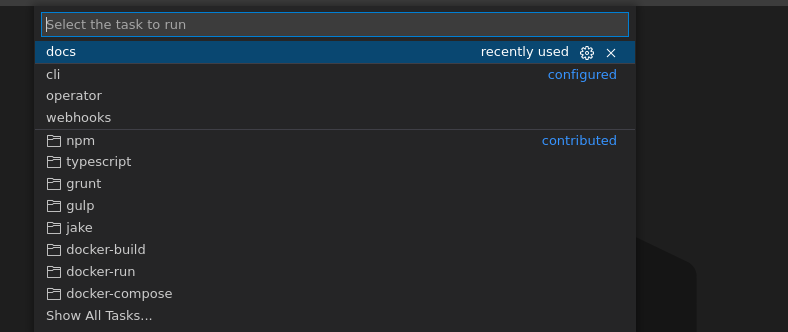 Select the task to run
docs recently used
cli configured
operator
webhooks
npm contributed
typescript
grunt
gulp
jake
docker-build
docker-run
docker-compose
Show All Tasks...